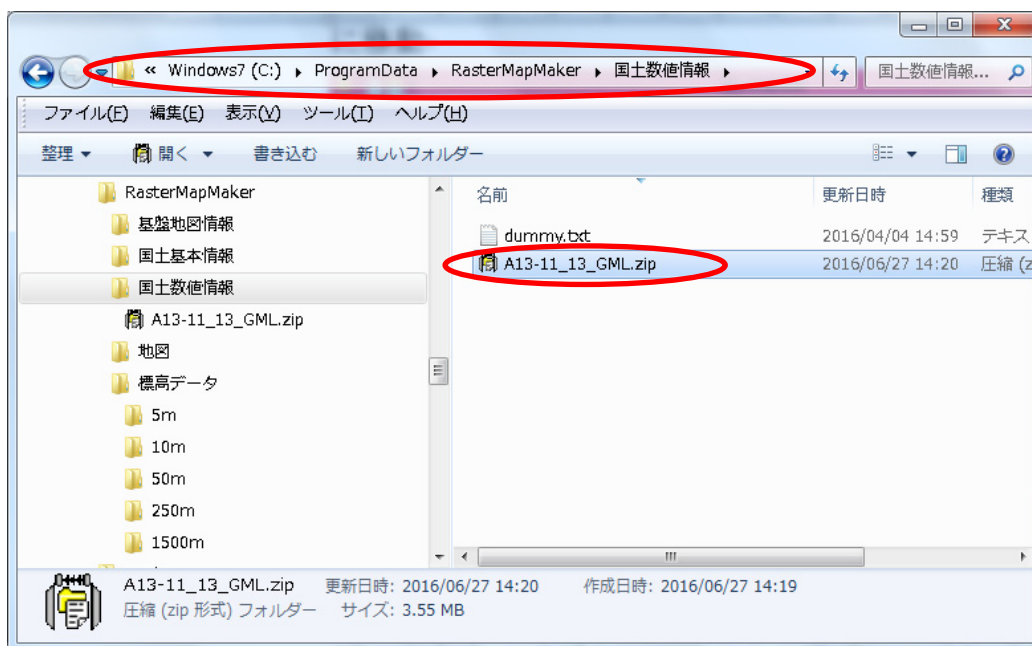 « Windows7 (C:) ▸ ProgramData ▸ RasterMapMaker ▸ 国土数値情報 ▸ 国土数値情報...
ファイル(F) 編集(E) 表示(V) ツール(T) ヘルプ(H)
整理 ▼ 開く ▼ 書き込む 新しいフォルダー
RasterMapMaker
基盤地図情報
国土基本情報
国土数値情報
A13-11_13_GML.zip
地図
標高データ
5m
10m
50m
250m
1500m
名前 更新日時 種類
dummy.txt 2016/04/04 14:59 テキス
A13-11_13_GML.zip 2016/06/27 14:20 圧縮 (z
A13-11_13_GML.zip 更新日時: 2016/06/27 14:20 作成日時: 2016/06/27 14:19
圧縮 (zip 形式) フォルダー サイズ: 3.55 MB